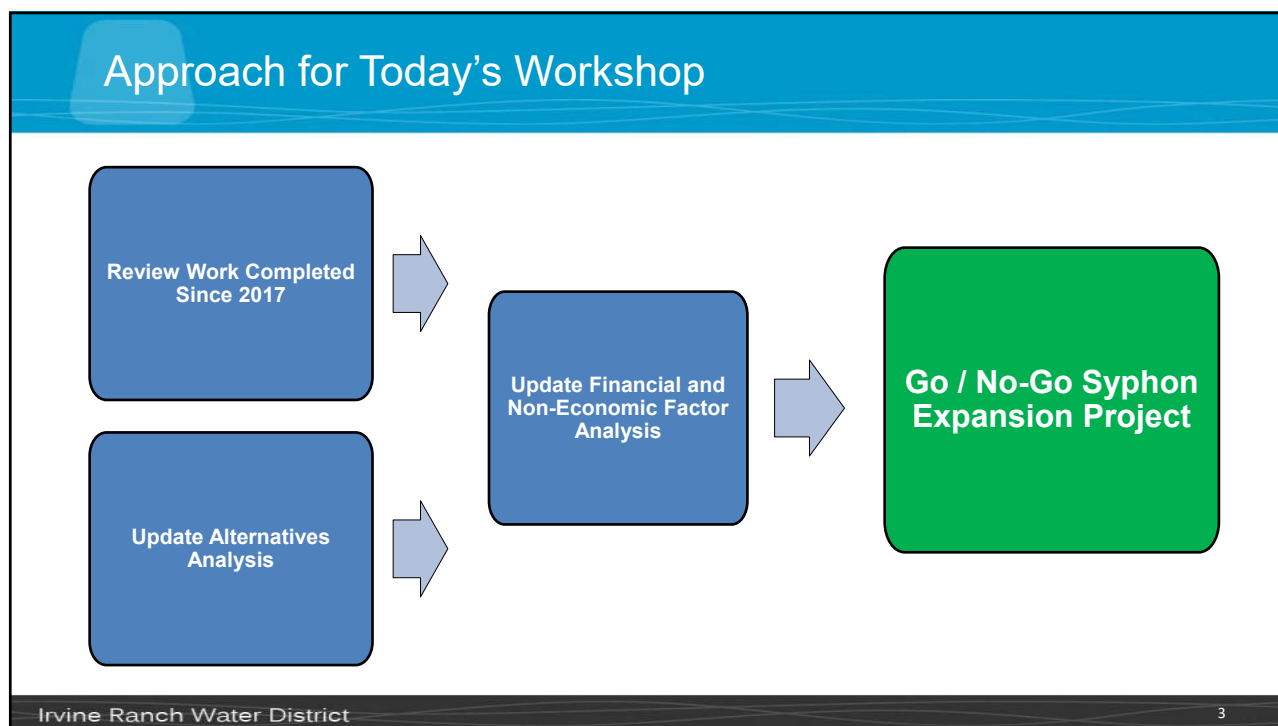 Approach for Today's Workshop
Review Work Completed
Since 2017
Update Alternatives
Analysis
Update Financial and
Non-Economic Factor
Analysis
Go / No-Go Syphon
Expansion Project
Irvine Ranch Water District
3